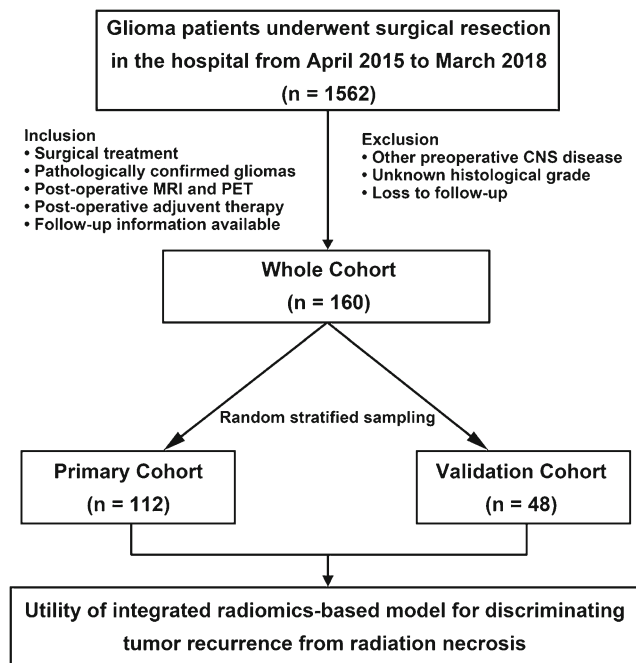 Glioma patients underwent surgical resection
in the hospital from April 2015 to March 2018
(n = 1562)
Inclusion
• Surgical treatment
• Pathologically confirmed gliomas
• Post-operative MRI and PET
• Post-operative adjuvent therapy
• Follow-up information available
Exclusion
• Other preoperative CNS disease
• Unknown histological grade
• Loss to follow-up
Whole Cohort
(n = 160)
Random stratified sampling
Primary Cohort
(n = 112)
Validation Cohort
(n = 48)
Utility of integrated radiomics-based model for discriminating
tumor recurrence from radiation necrosis